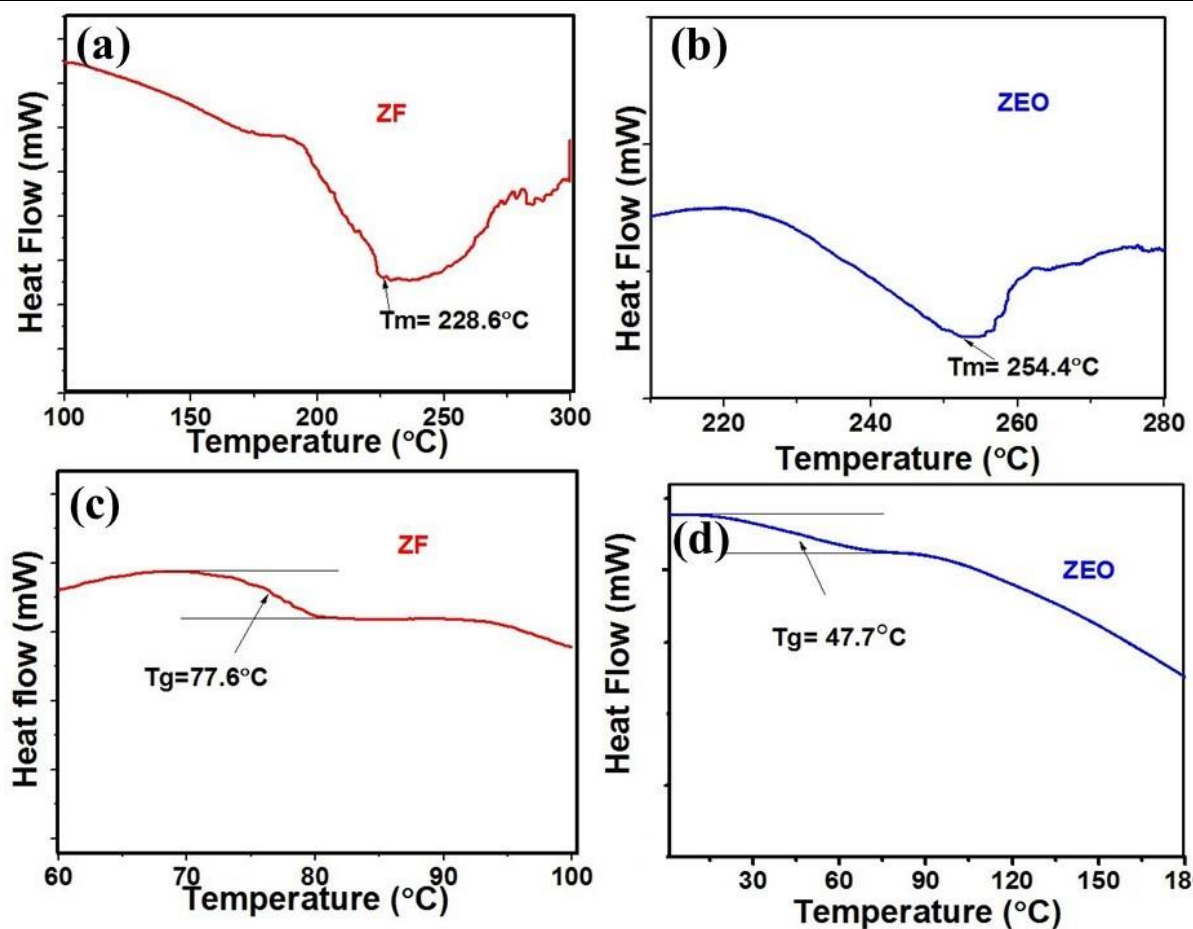 (a)
ZF
Heat Flow (mW)
Tm= 228.6°C
100 150 200 250 300
Temperature (°C)
(b)
ZEO
Heat Flow (mW)
Tm= 254.4°C
220 240 260 280
Temperature (°C)
(c)
ZF
Heat flow (mW)
Tg=77.6°C
60 70 80 90 100
Temperature (°C)
(d)
ZEO
Heat Flow (mW)
Tg= 47.7°C
30 60 90 120 150 18
Temperature (°C)